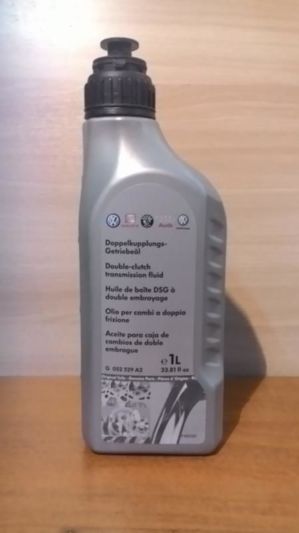 Doppelkupplungs-
Getriebeöl
Double-clutch
transmission fluid
Huile de boîte DSG à
double embrayage
Olio per cambi a doppia
frizione
Aceite para caja de
cambios de doble
embrague
e 1L
G 052 529 A2 33.81 fl oz